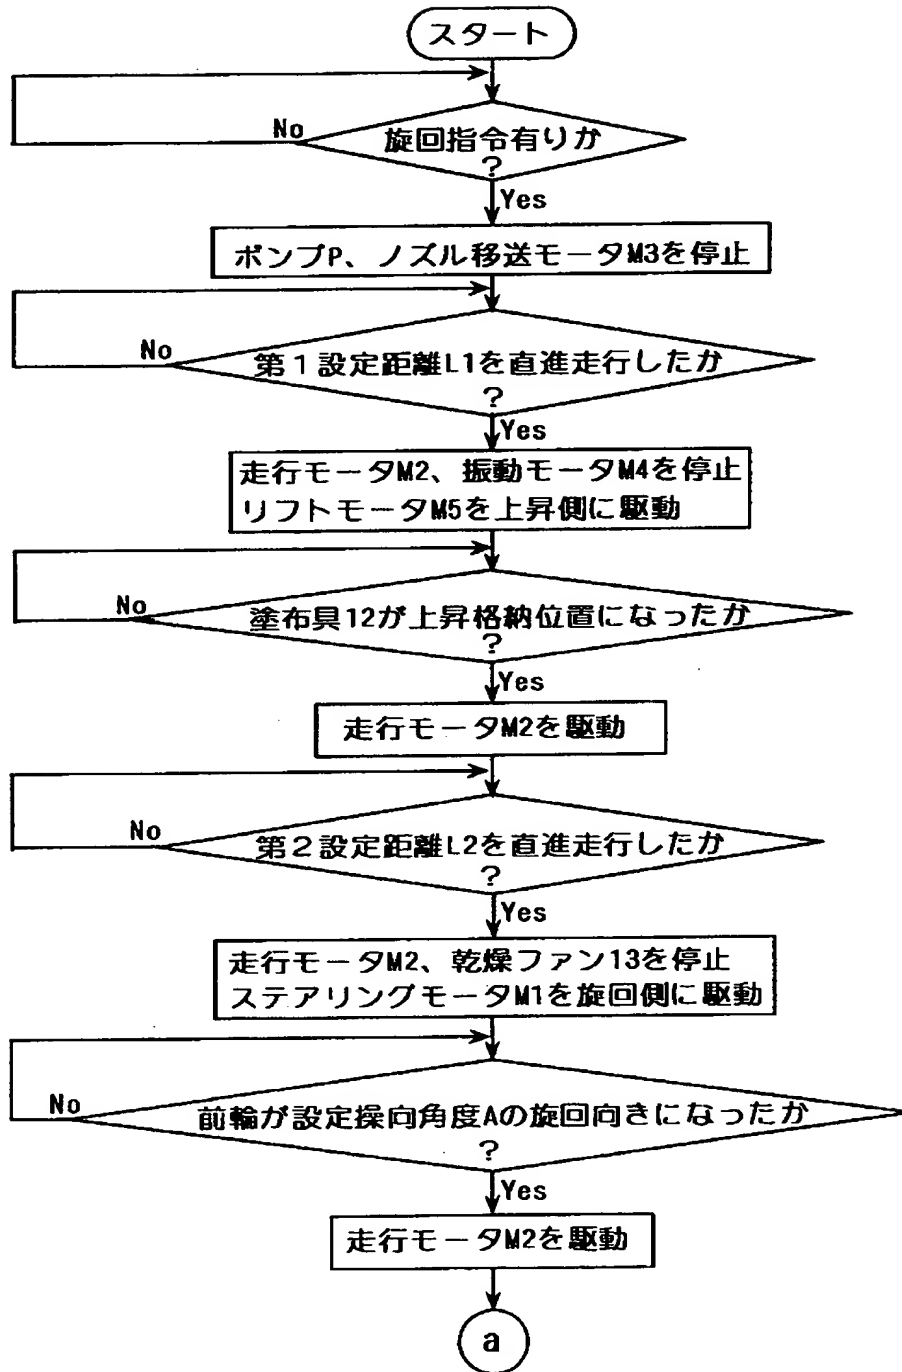 スタート
No
旋回指令有りか
?
Yes
ポンプP、ノズル移送モータM3を停止
No
第1設定距離L1を直進走行したか
?
Yes
走行モータM2、振動モータM4を停止
リフトモータM5を上昇側に駆動
No
塗布具12が上昇格納位置になったか
?
Yes
走行モータM2を駆動
No
第2設定距離L2を直進走行したか
?
Yes
走行モータM2、乾燥ファン13を停止
ステアリングモータM1を旋回側に駆動
No
前輪が設定操向角度Aの旋回向きになったか
?
Yes
走行モータM2を駆動
a